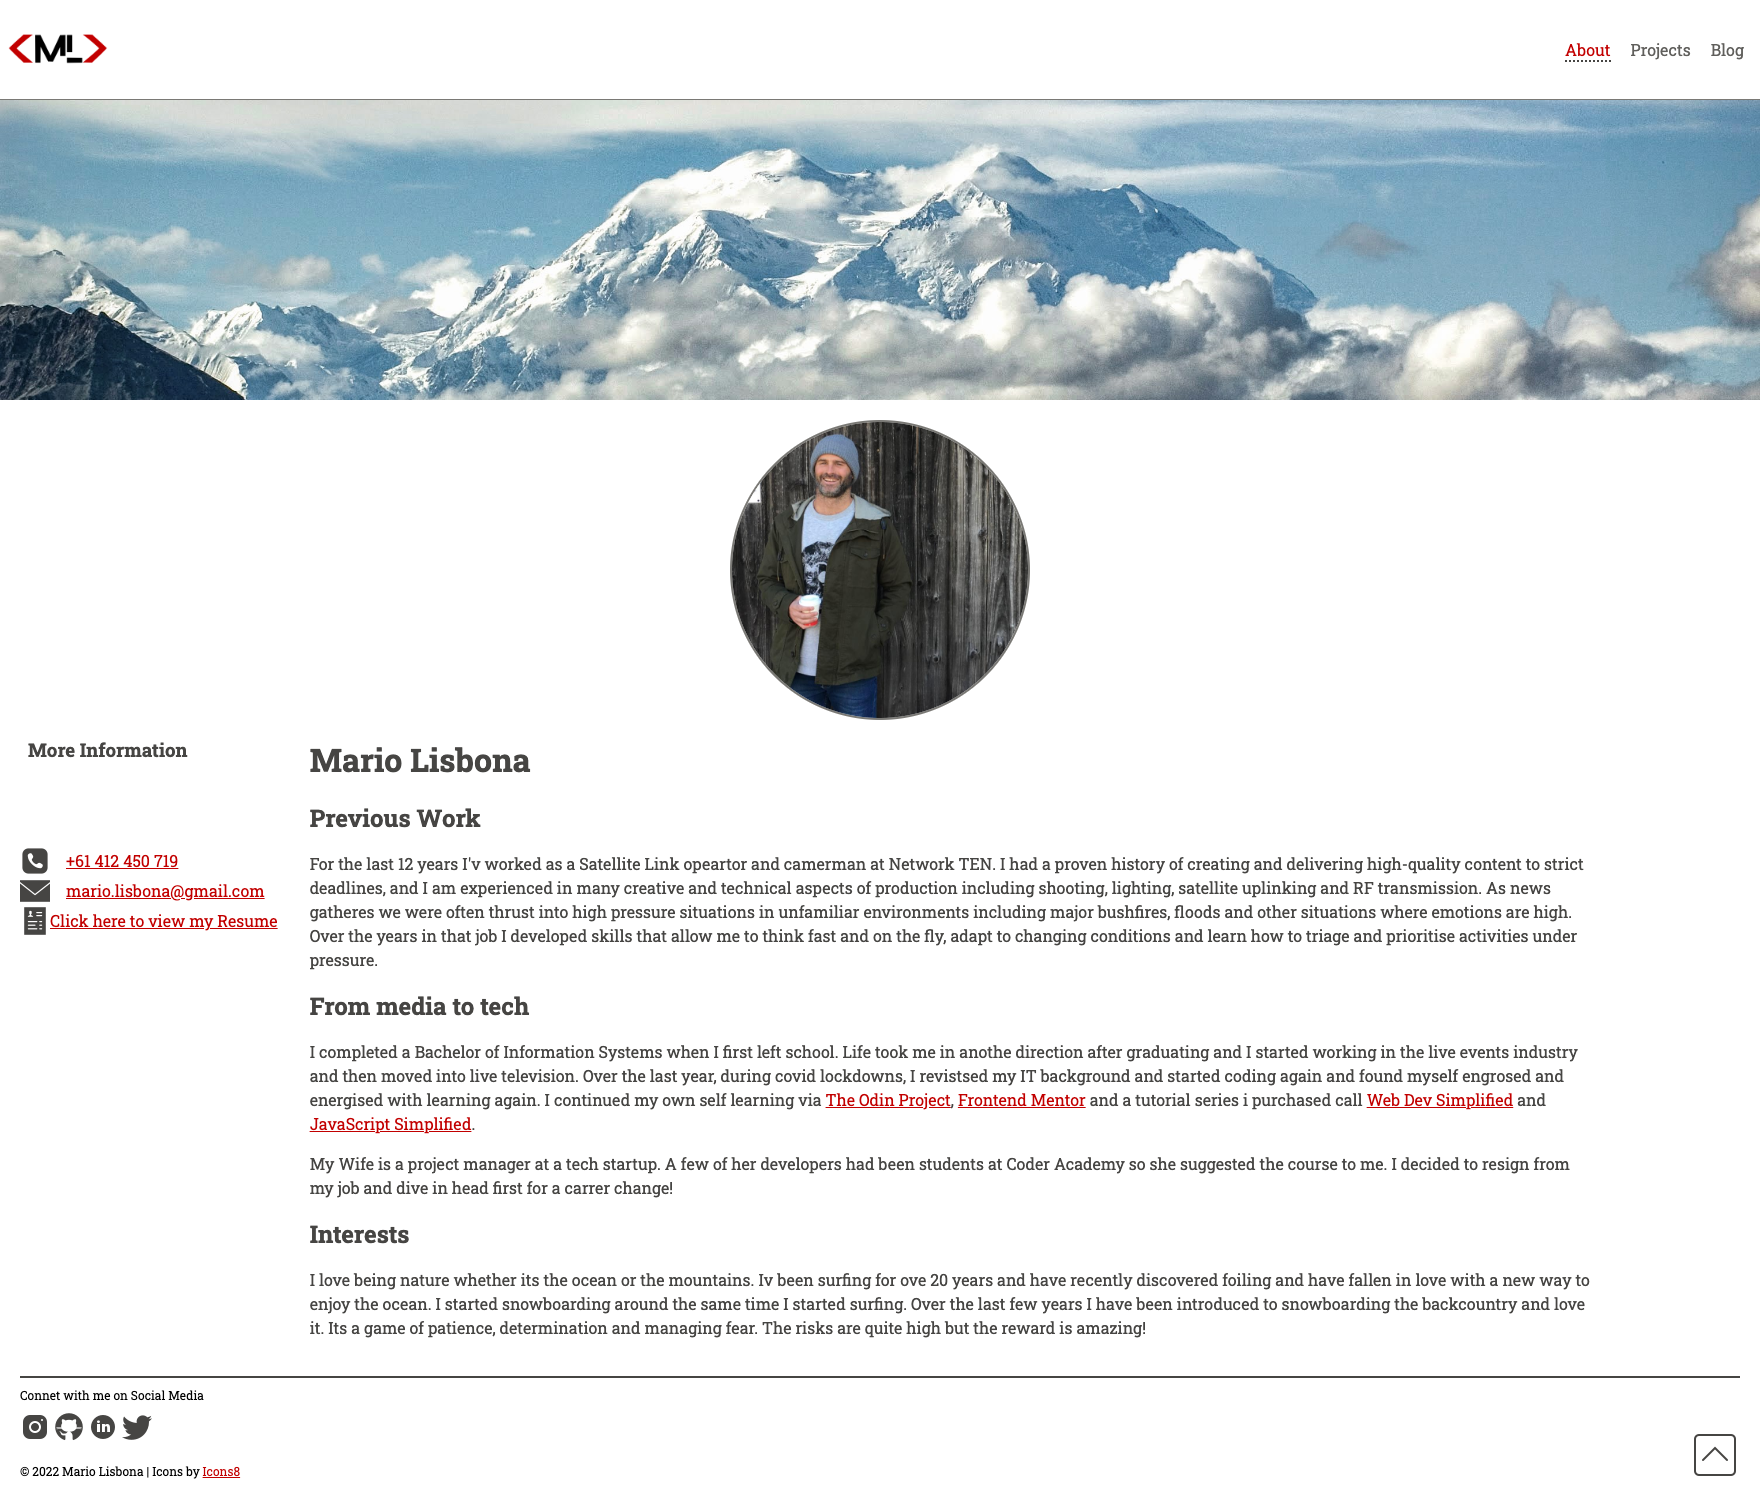 <ML>
About Projects Blog
More Information
+61 412 450 719
mario.lisbona@gmail.com
Click here to view my Resume
Mario Lisbona
Previous Work
For the last 12 years I'v worked as a Satellite Link opeartor and camerman at Network TEN. I had a proven history of creating and delivering high-quality content to strict
deadlines, and I am experienced in many creative and technical aspects of production including shooting, lighting, satellite uplinking and RF transmission. As news
gatheres we were often thrust into high pressure situations in unfamiliar environments including major bushfires, floods and other situations where emotions are high.
Over the years in that job I developed skills that allow me to think fast and on the fly, adapt to changing conditions and learn how to triage and prioritise activities under
pressure.
From media to tech
I completed a Bachelor of Information Systems when I first left school. Life took me in anothe direction after graduating and I started working in the live events industry
and then moved into live television. Over the last year, during covid lockdowns, I revistsed my IT background and started coding again and found myself engrosed and
energised with learning again. I continued my own self learning via The Odin Project, Frontend Mentor and a tutorial series i purchased call Web Dev Simplified and
JavaScript Simplified.
My Wife is a project manager at a tech startup. A few of her developers had been students at Coder Academy so she suggested the course to me. I decided to resign from
my job and dive in head first for a carrer change!
Interests
I love being nature whether its the ocean or the mountains. Iv been surfing for ove 20 years and have recently discovered foiling and have fallen in love with a new way to
enjoy the ocean. I started snowboarding around the same time I started surfing. Over the last few years I have been introduced to snowboarding the backcountry and love
it. Its a game of patience, determination and managing fear. The risks are quite high but the reward is amazing!
Connet with me on Social Media
© 2022 Mario Lisbona | Icons by Icons8